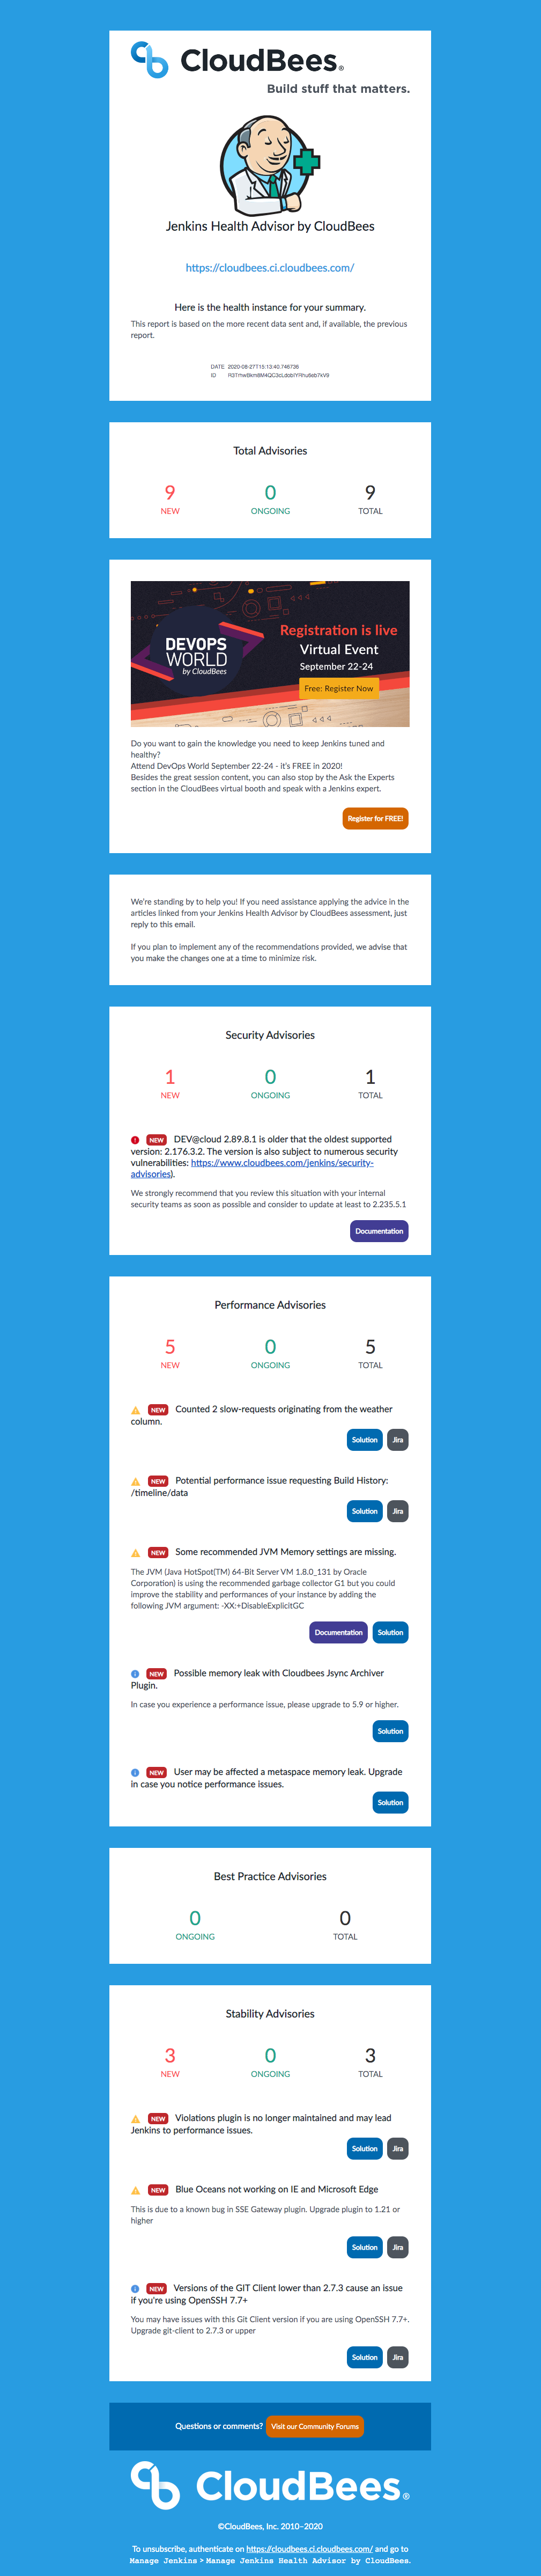 CloudBees®
Build stuff that matters.
Jenkins Health Advisor by CloudBees
https://cloudbees.ci.cloudbees.com/
Here is the health instance for your summary.
This report is based on the more recent data sent and, if available, the previous
report.
DATE 2020-08-27T15:13:40.746736
ID
Total Advisories
9 0 9
NEW ONGOING TOTAL
DEVOPS
WORLD
by CloudBees
Registration is live
Virtual Event
September 22-24
Free: Register Now
Do you want to gain the knowledge you need to keep Jenkins tuned and
healthy?
Attend DevOps World September 22-24 - it's FREE in 2020!
Besides the great session content, you can also stop by the Ask the Experts
section in the CloudBees virtual booth and speak with a Jenkins expert.
Register for FREE!
We're standing by to help you! If you need assistance applying the advice in the
articles linked from your Jenkins Health Advisor by CloudBees assessment, just
reply to this email.
If you plan to implement any of the recommendations provided, we advise that
you make the changes one at a time to minimize risk.
Security Advisories
1 0 1
NEW ONGOING TOTAL
NEW DEV@cloud 2.89.8.1 is older that the oldest supported
version: 2.176.3.2. The version is also subject to numerous security
vulnerabilities: https://www.cloudbees.com/jenkins/security-
advisories).
We strongly recommend that you review this situation with your internal
security teams as soon as possible and consider to update at least to 2.235.5.1
Documentation
Performance Advisories
5 0 5
NEW ONGOING TOTAL
NEW Counted 2 slow-requests originating from the weather
column.
Solution Jira
NEW Potential performance issue requesting Build History:
/timeline/data
Solution Jira
NEW Some recommended JVM Memory settings are missing.
The JVM (Java HotSpot(TM) 64-Bit Server VM 1.8.0_131 by Oracle
Corporation) is using the recommended garbage collector G1 but you could
improve the stability and performances of your instance by adding the
following JVM argument: -XX:+DisableExplicitGC
Documentation Solution
NEW Possible memory leak with Cloudbees Jsync Archiver
Plugin.
In case you experience a performance issue, please upgrade to 5.9 or higher.
Solution
NEW User may be affected a metaspace memory leak. Upgrade
in case you notice performance issues.
Solution
Best Practice Advisories
0 0
ONGOING TOTAL
Stability Advisories
3 0 3
NEW ONGOING TOTAL
NEW Violations plugin is no longer maintained and may lead
Jenkins to performance issues.
Solution Jira
NEW Blue Oceans not working on IE and Microsoft Edge
This is due to a known bug in SSE Gateway plugin. Upgrade plugin to 1.21 or
higher
Solution Jira
NEW Versions of the GIT Client lower than 2.7.3 cause an issue
if you're using OpenSSH 7.7+
You may have issues with this Git Client version if you are using OpenSSH 7.7+.
Upgrade git-client to 2.7.3 or upper
Solution Jira
Questions or comments? Visit our Community Forums
CloudBees®
©CloudBees, Inc. 2010–2020
To unsubscribe, authenticate on https://cloudbees.ci.cloudbees.com/ and go to
Manage Jenkins > Manage Jenkins Health Advisor by CloudBees.